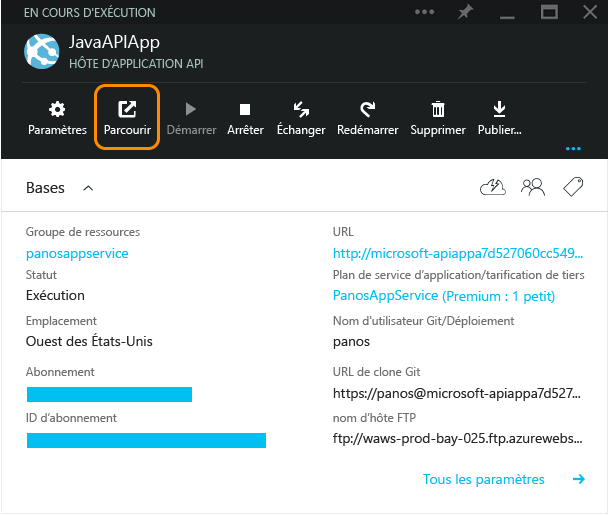 EN COURS D'EXÉCUTION
JavaAPIApp
HÔTE D'APPLICATION API
Paramètres Parcourir Démarrer Arrêter Échanger Redémarrer Supprimer Publier...
Bases
Groupe de ressources
panosappservice
Statut
Exécution
Emplacement
Ouest des États-Unis
Abonnement
ID d'abonnement
URL
http://microsoft-apiappa7d527060cc549...
Plan de service d'application/tarification de tiers
PanosAppService (Premium : 1 petit)
Nom d'utilisateur Git/Déploiement
panos
URL de clone Git
https://panos@microsoft-apiappa7d527...
nom d'hôte FTP
ftp://waws-prod-bay-025.ftp.azurewebs...
Tous les paramètres